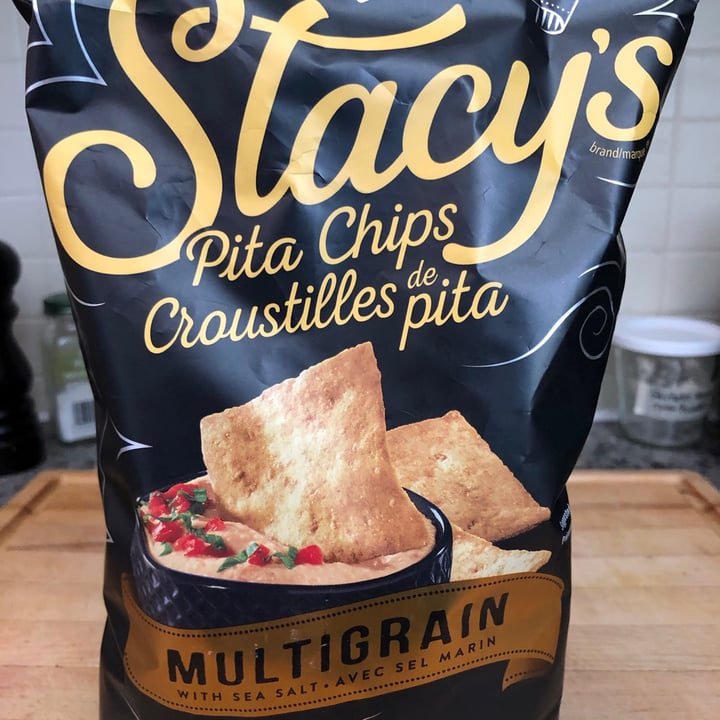 Stacy's
brand/marque
Pita Chips
Croustilles de pita
MULTIGRAIN
WITH SEA SALT • AVEC SEL MARIN